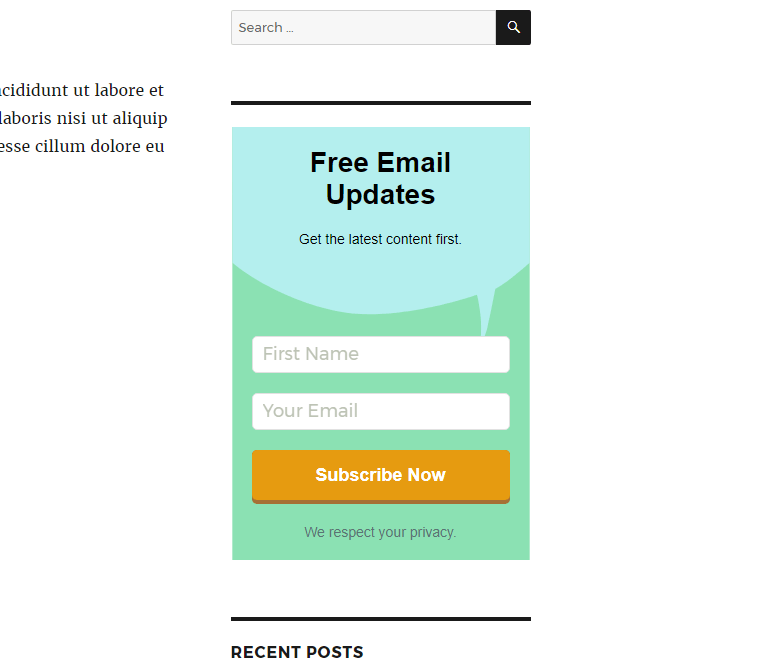 Search …
ncididunt ut labore et
laboris nisi ut aliquip
esse cillum dolore eu
Free Email
Updates
Get the latest content first.
First Name
Your Email
Subscribe Now
We respect your privacy.
RECENT POSTS